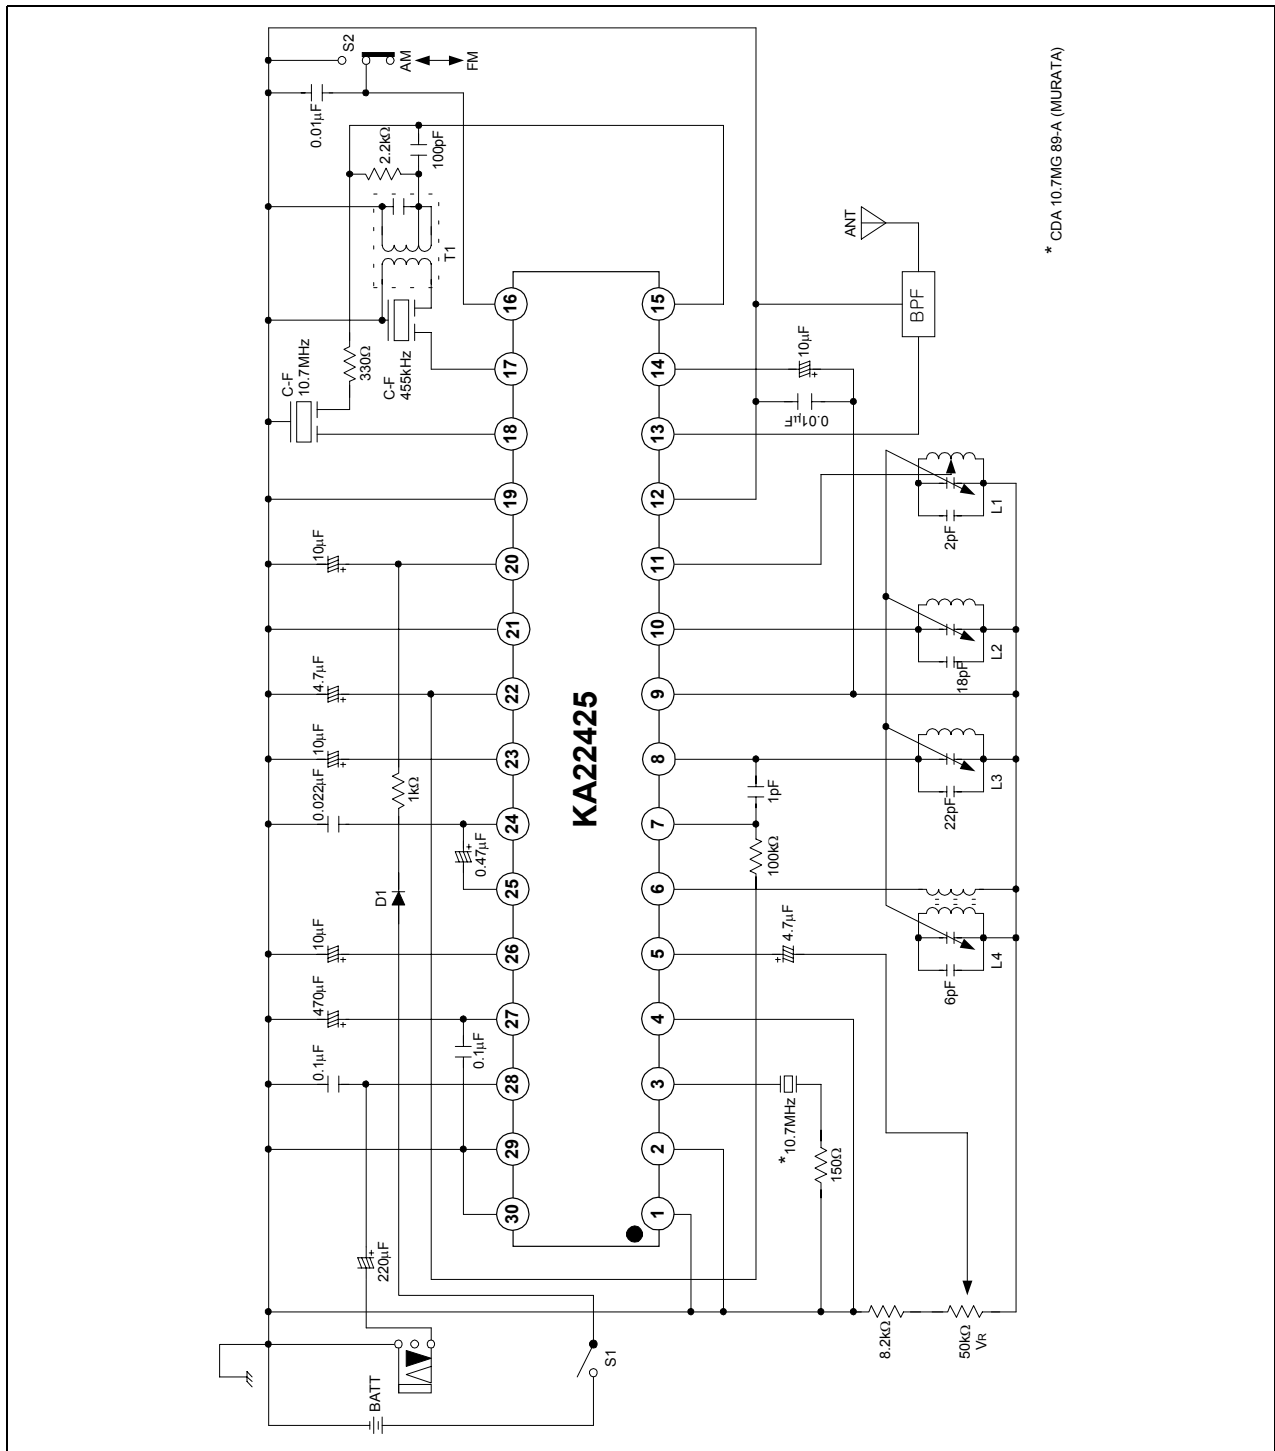 S2
AM
FM
0.01µF
2.2kΩ
100pF
T1
C-F
10.7MHz
330Ω
C-F
455kHz
16
17
18
19
20
21
22
23
24
25
26
27
28
29
30
15
14
13
12
11
10
9
8
7
6
5
4
3
2
1
KA22425
10µF
4.7µF
10µF
0.022µF
1kΩ
0.47µF
D1
10µF
470µF
0.1µF
0.1µF
220µF
BATT
S1
ANT
BPF
10µF
0.01µF
2pF
L1
18pF
L2
22pF
L3
6pF
L4
1pF
100kΩ
4.7µF
* 10.7MHz
150Ω
8.2kΩ
50kΩ
VR
* CDA 10.7MG 89-A (MURATA)